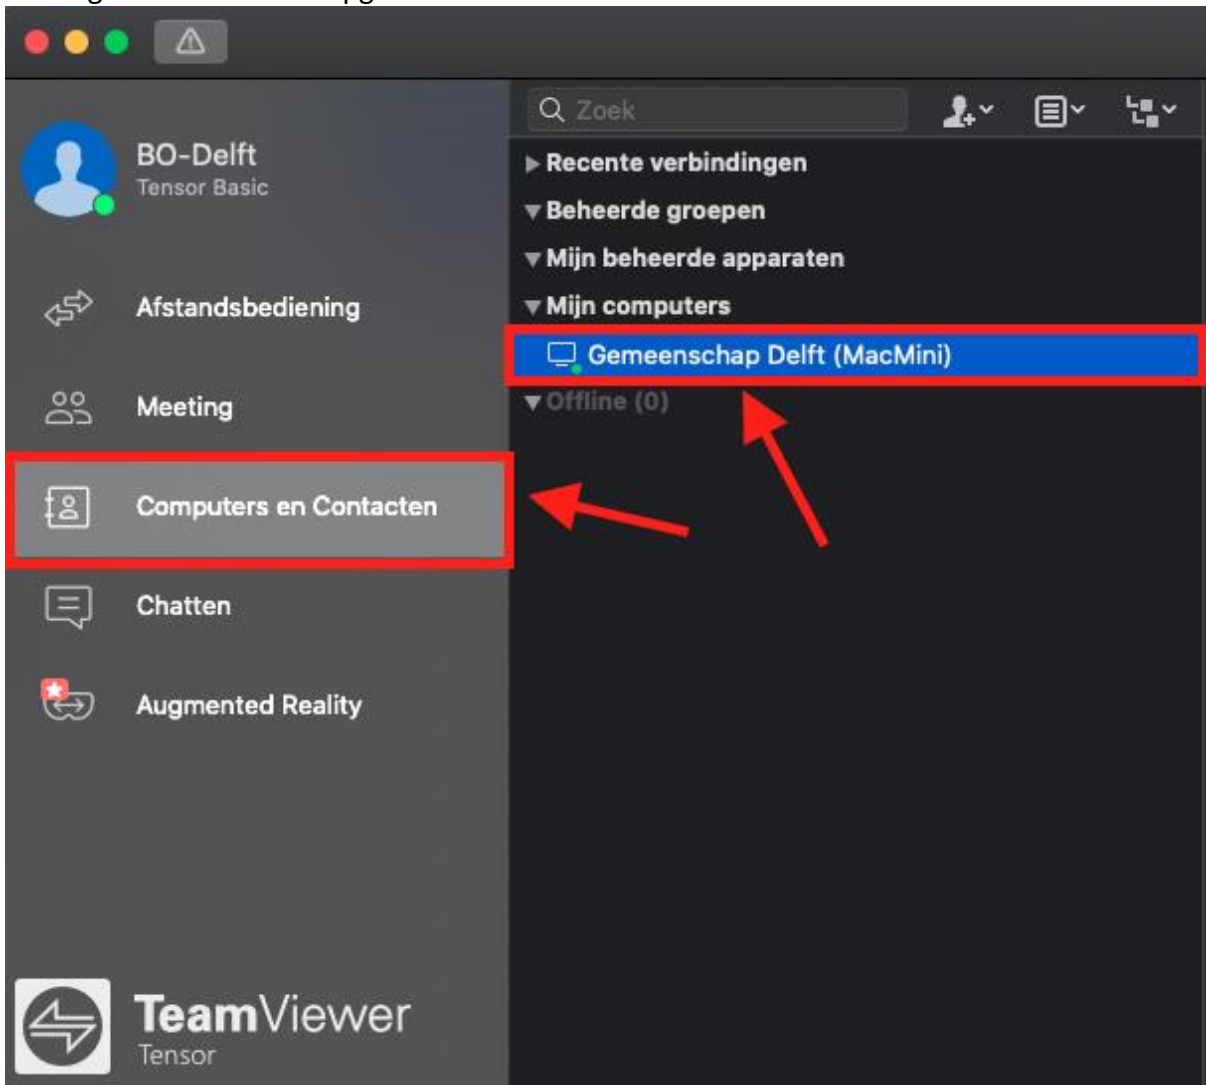 Zoek
BO-Delft
Tensor Basic
Afstandsbediening
Meeting
Computers en Contacten
Chatten
Augmented Reality
TeamViewer
Tensor
Recente verbindingen
Beheerde groepen
Mijn beheerde apparaten
Mijn computers
Gemeenschap Delft (MacMini)
Offline (0)